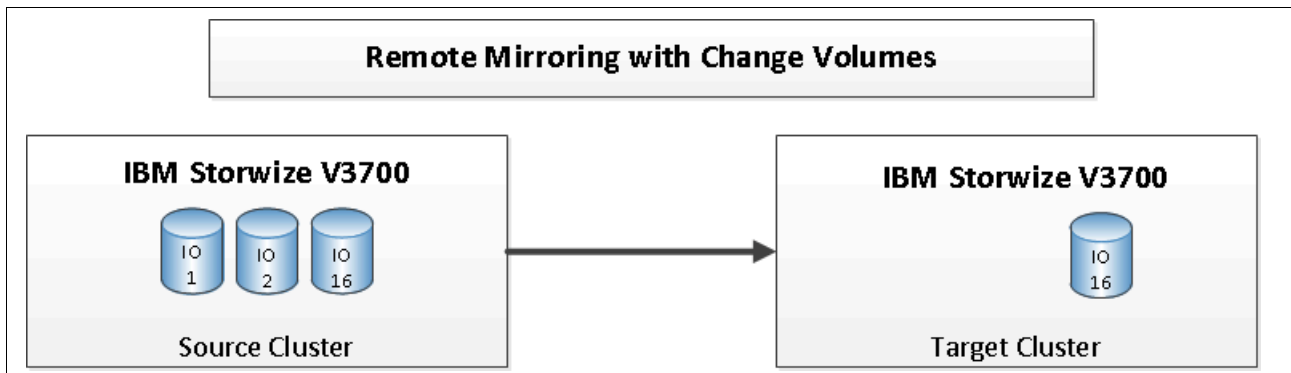 Remote Mirroring with Change Volumes
IBM Storwize V3700
IO
1
IO
2
IO
16
Source Cluster
IBM Storwize V3700
IO
16
Target Cluster